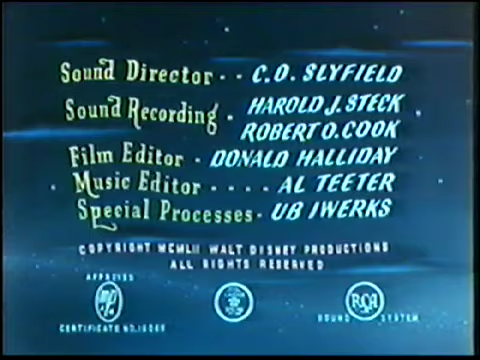 Sound Director - - C.O. SLYFIELD
Sound Recording - HAROLD J. STECK
ROBERT O. COOK
Film Editor - DONALD HALLIDAY
Music Editor - - - - AL TEETER
Special Processes - UB IWERKS
COPYRIGHT MCMLII WALT DISNEY PRODUCTIONS
ALL RIGHTS RESERVED
APPROVED
CERTIFICATE NO.
RCA
SOUND SYSTEM